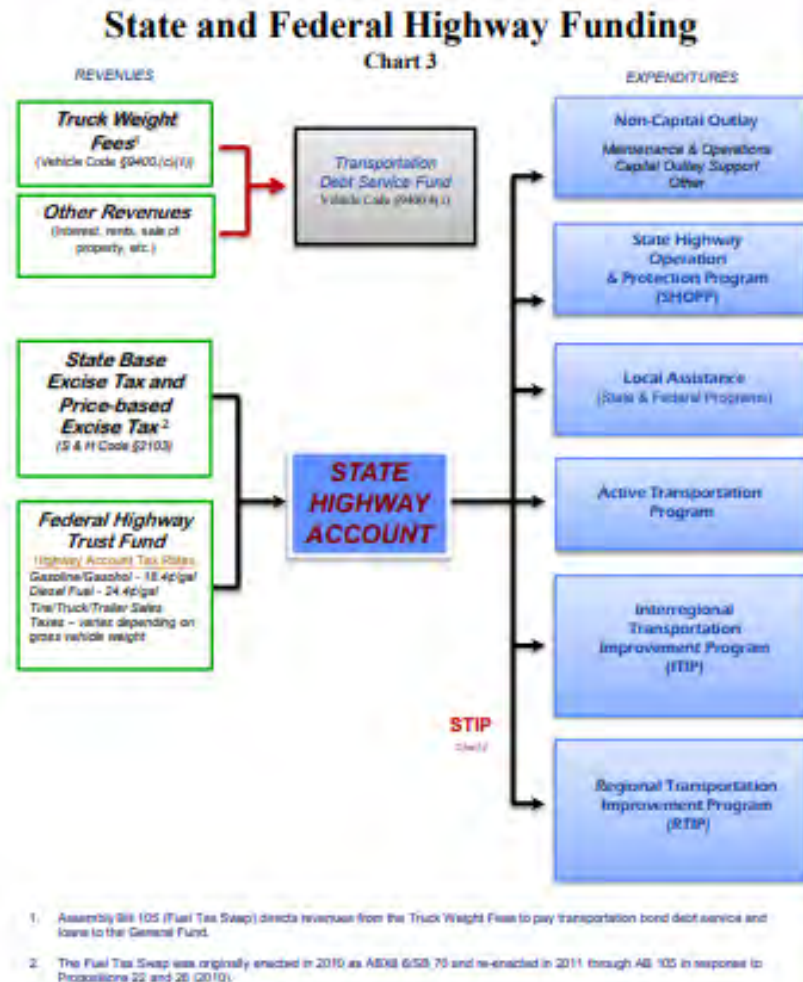 State and Federal Highway Funding
Chart 3
REVENUES
EXPENDITURES
Truck Weight
Fees¹
(Vehicle Code §9400.(c)(1))
Other Revenues
(Interest, rents, sale of
property, etc.)
Transportation
Debt Service Fund
Vehicle Code
State Base
Excise Tax and
Price-based
Excise Tax ²
(S & H Code §2103)
Federal Highway
Trust Fund
Highway Account Tax Rates
Gasoline/Gasohol - 18.4¢/gal
Diesel Fuel - 24.4¢/gal
Tire/Truck/Trailer Sales
Taxes – varies depending on
gross vehicle weight
STATE
HIGHWAY
ACCOUNT
Non-Capital Outlay
Maintenance & Operations
Capital Outlay Support
Other
State Highway
Operation
& Protection Program
(SHOPP)
Local Assistance
(State & Federal Programs)
Active Transportation
Program
Interregional
Transportation
Improvement Program
(ITIP)
STIP
Regional Transportation
Improvement Program
(RTIP)
1. Assembly Bill 105 (Fuel Tax Swap) directs revenues from the Truck Weight Fees to pay transportation bond debt service and
loans to the General Fund.
2. The Fuel Tax Swap was originally enacted in 2010 as ABX8 6/SB 70 and re-enacted in 2011 through AB 105 in response to
Propositions 22 and 26 (2010).